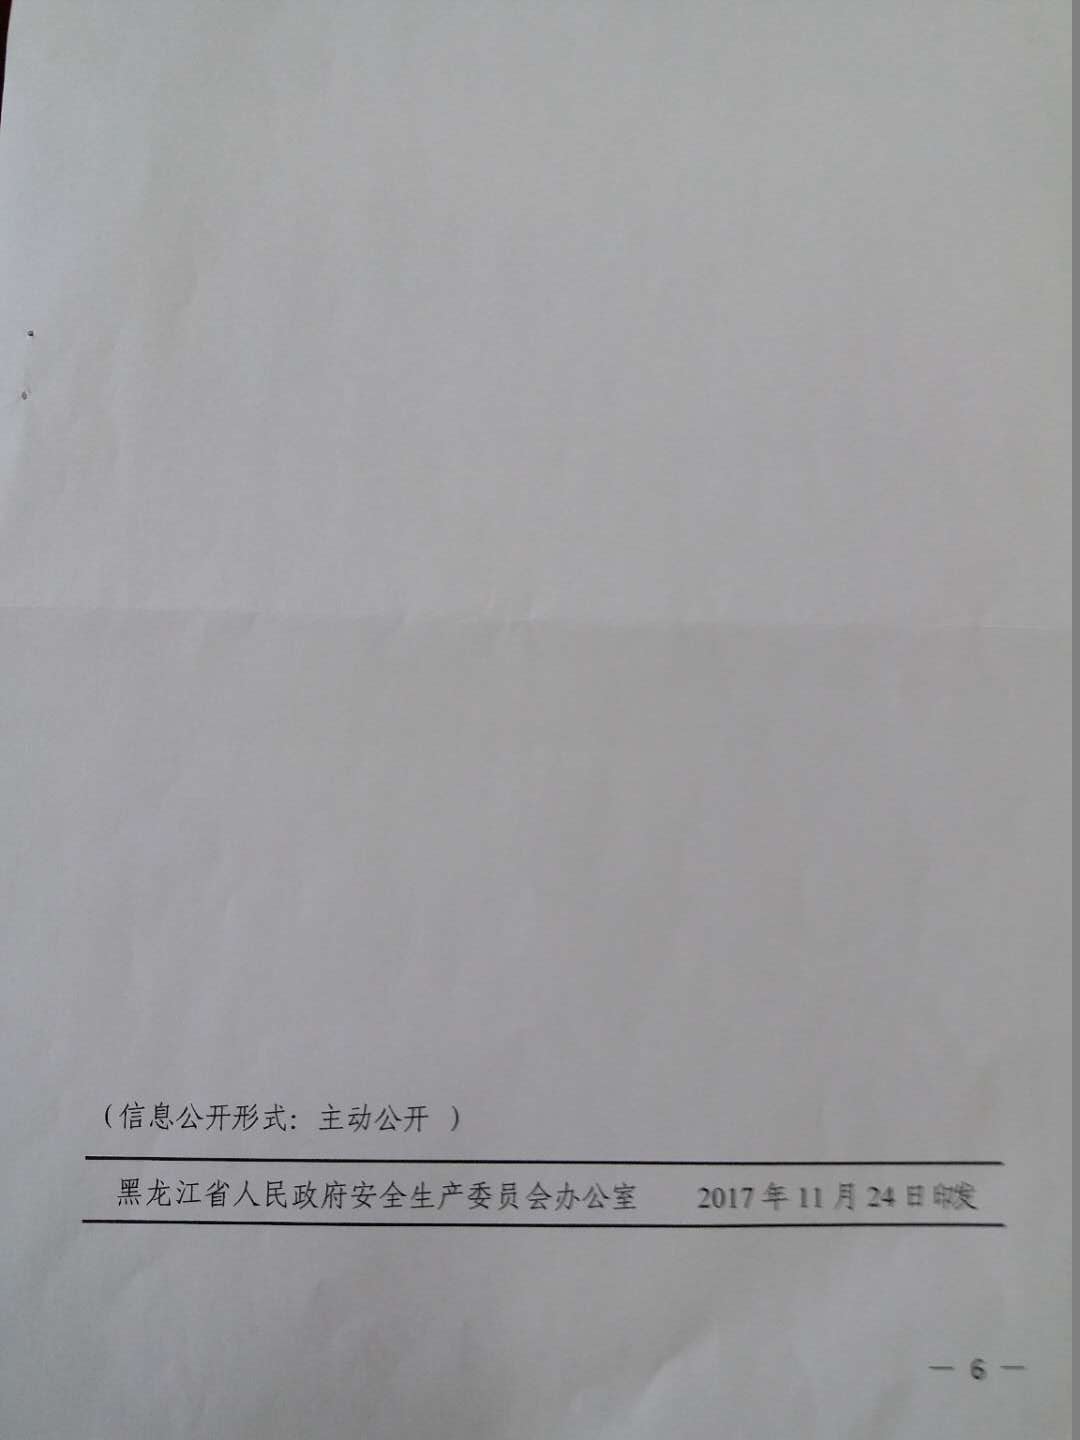 （信息公开形式：主动公开 ）
黑龙江省人民政府安全生产委员会办公室 2017年11月24日印发
— 6 —